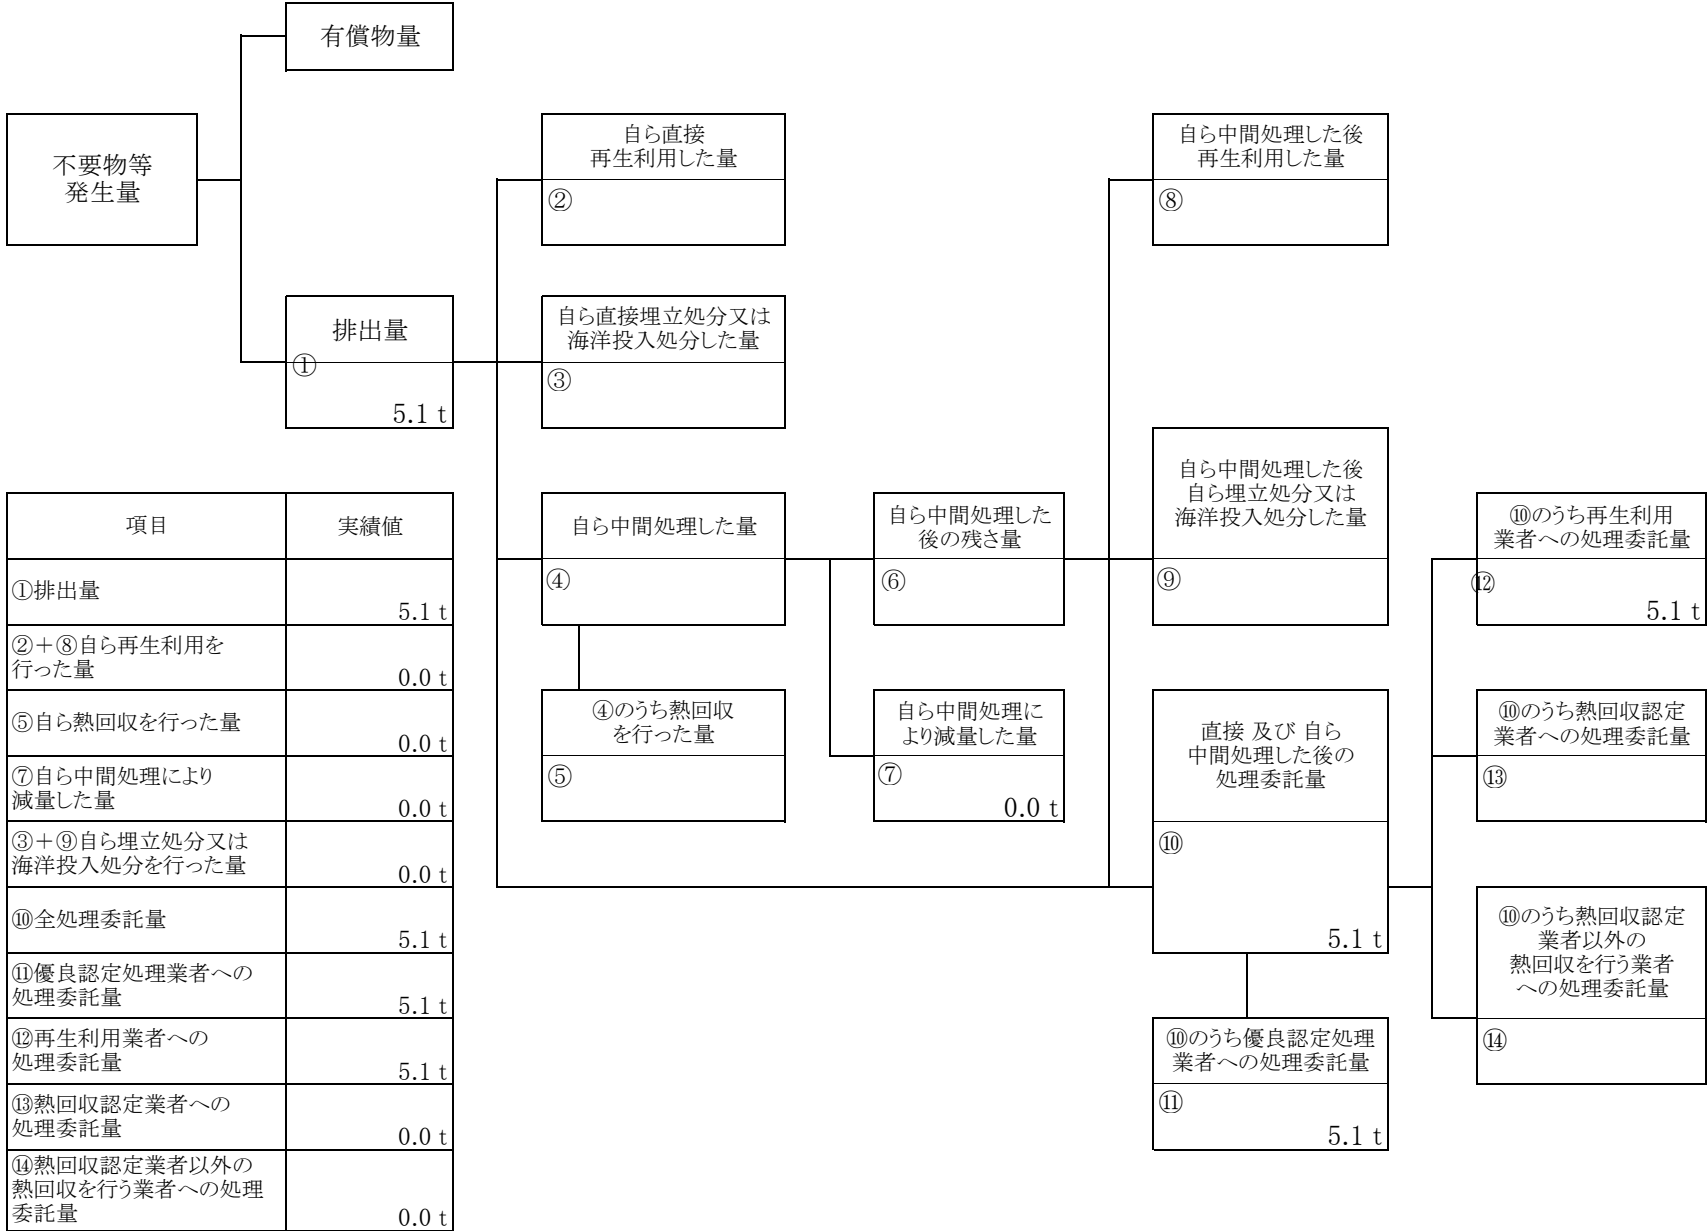 有償物量
不要物等
発生量
自ら直接
再生利用した量
②
自ら中間処理した後
再生利用した量
⑧
排出量
①
5.1 t
自ら直接埋立処分又は
海洋投入処分した量
③
自ら中間処理した量
④
自ら中間処理した
後の残さ量
⑥
自ら中間処理した後
自ら埋立処分又は
海洋投入処分した量
⑨
⑩のうち再生利用
業者への処理委託量
⑫
5.1 t
④のうち熱回収
を行った量
⑤
自ら中間処理に
より減量した量
⑦
0.0 t
直接 及び 自ら
中間処理した後の
処理委託量
⑩
5.1 t
⑩のうち熱回収認定
業者への処理委託量
⑬
⑩のうち熱回収認定
業者以外の
熱回収を行う業者
への処理委託量
⑭
⑩のうち優良認定処理
業者への処理委託量
⑪
5.1 t
項目 実績値
①排出量
5.1 t
②＋⑧自ら再生利用を
行った量
0.0 t
⑤自ら熱回収を行った量
0.0 t
⑦自ら中間処理により
減量した量
0.0 t
③＋⑨自ら埋立処分又は
海洋投入処分を行った量
0.0 t
⑩全処理委託量
5.1 t
⑪優良認定処理業者への
処理委託量
5.1 t
⑫再生利用業者への
処理委託量
5.1 t
⑬熱回収認定業者への
処理委託量
0.0 t
⑭熱回収認定業者以外の
熱回収を行う業者への処理
委託量
0.0 t